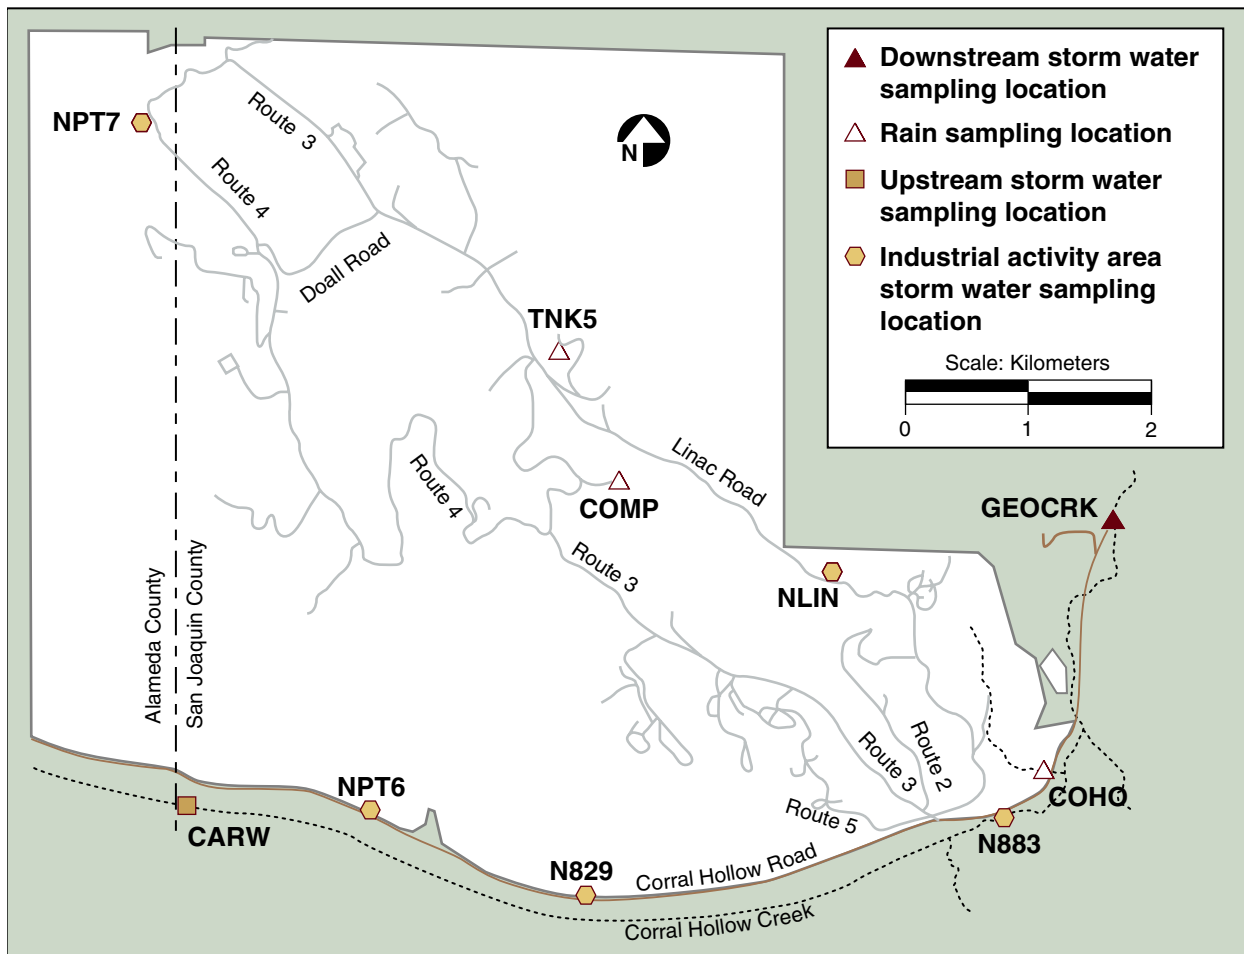 Downstream storm water
sampling location
Rain sampling location
Upstream storm water
sampling location
Industrial activity area
storm water sampling
location
Scale: Kilometers
0 1 2
NPT7
Route 3
N
Route 4
Doall Road
TNK5
Linac Road
Route 4
COMP
GEOCRK
Route 3
NLIN
Alameda County
San Joaquin County
Route 3
Route 2
NPT6
COHO
CARW
Route 5
N883
N829
Corral Hollow Road
Corral Hollow Creek